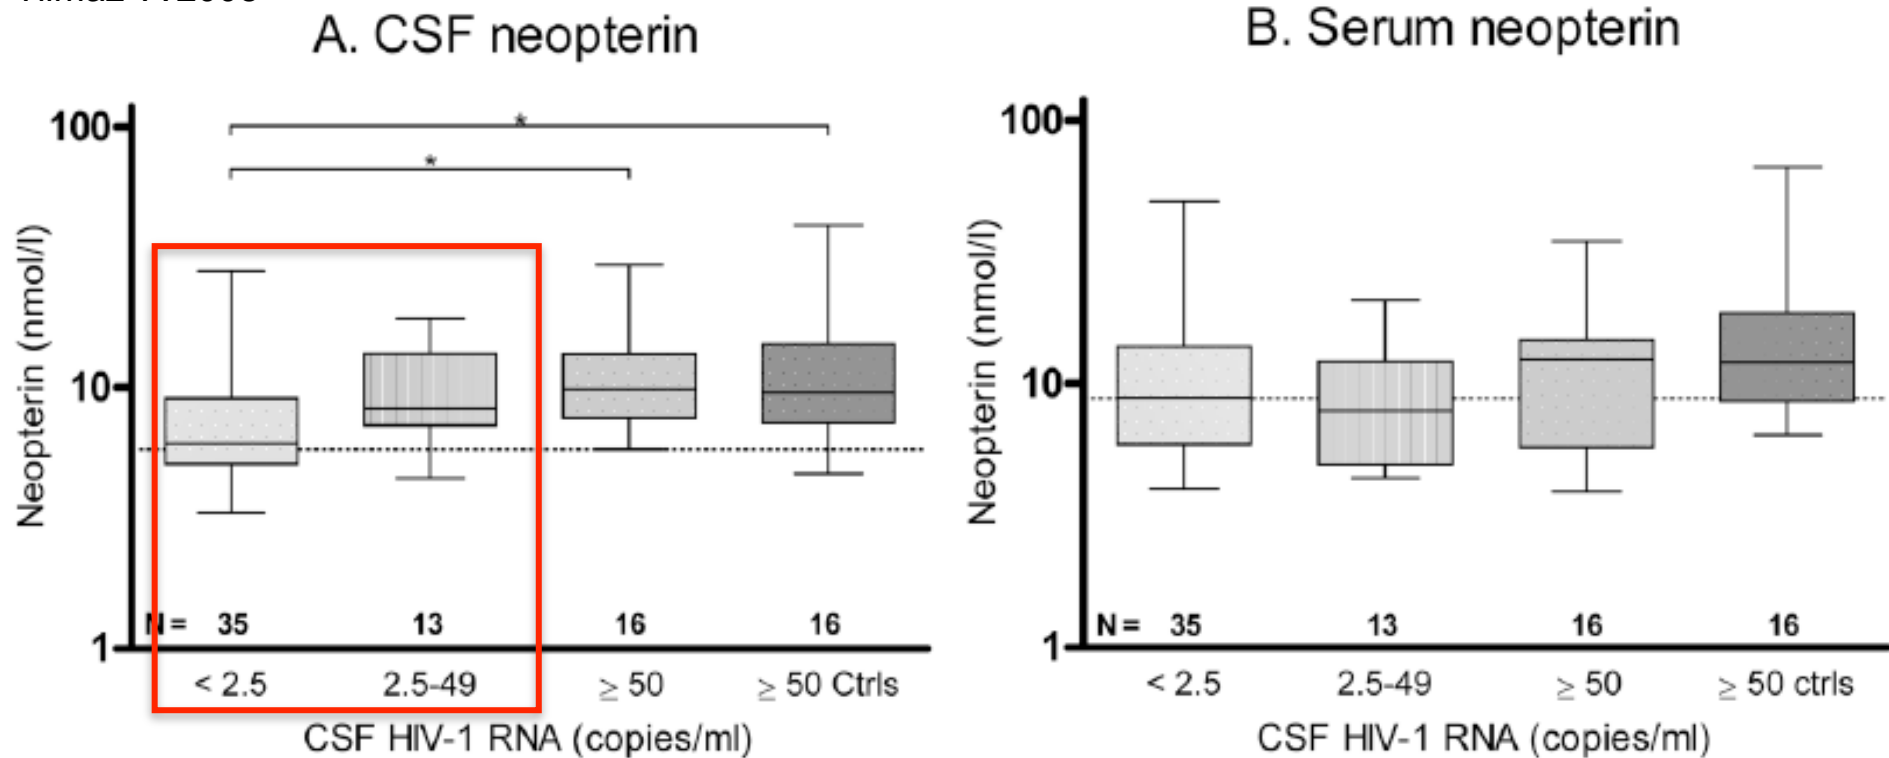 A. CSF neopterin
100
10
1
Neopterin (nmol/l)
*
*
N = 35 13 16 16
< 2.5 2.5-49 ≥ 50 ≥ 50 Ctrls
CSF HIV-1 RNA (copies/ml)
B. Serum neopterin
100
10
1
Neopterin (nmol/l)
N = 35 13 16 16
< 2.5 2.5-49 ≥ 50 ≥ 50 ctrls
CSF HIV-1 RNA (copies/ml)